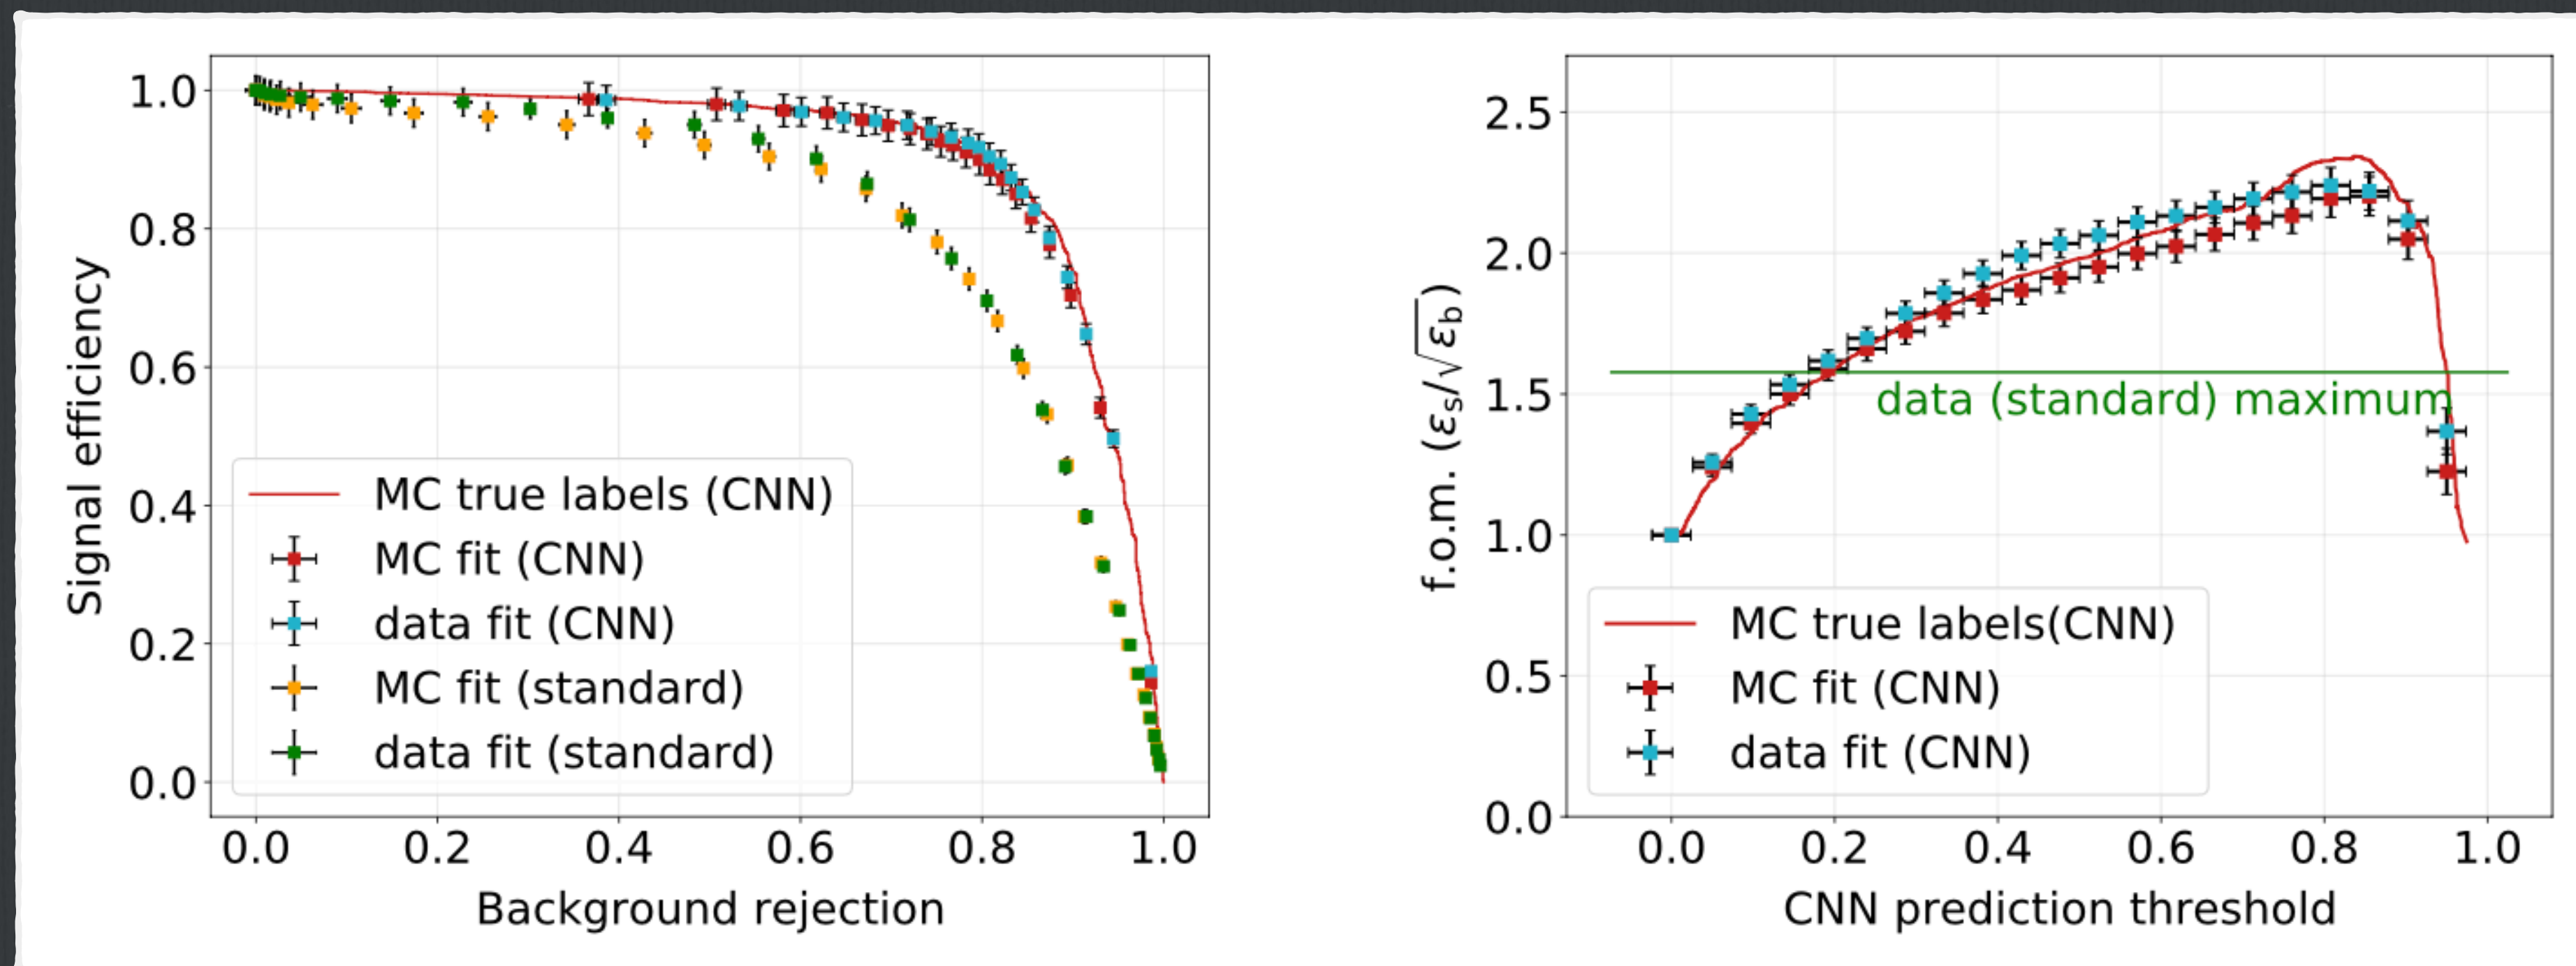 1.0
0.8
0.6
0.4
0.2
0.0
Signal efficiency
MC true labels (CNN)
MC fit (CNN)
data fit (CNN)
MC fit (standard)
data fit (standard)
0.0 0.2 0.4 0.6 0.8 1.0
Background rejection
2.5
2.0
1.5
1.0
0.5
0.0
f.o.m. (εs/√εb)
data (standard) maximum
MC true labels(CNN)
MC fit (CNN)
data fit (CNN)
0.0 0.2 0.4 0.6 0.8 1.0
CNN prediction threshold